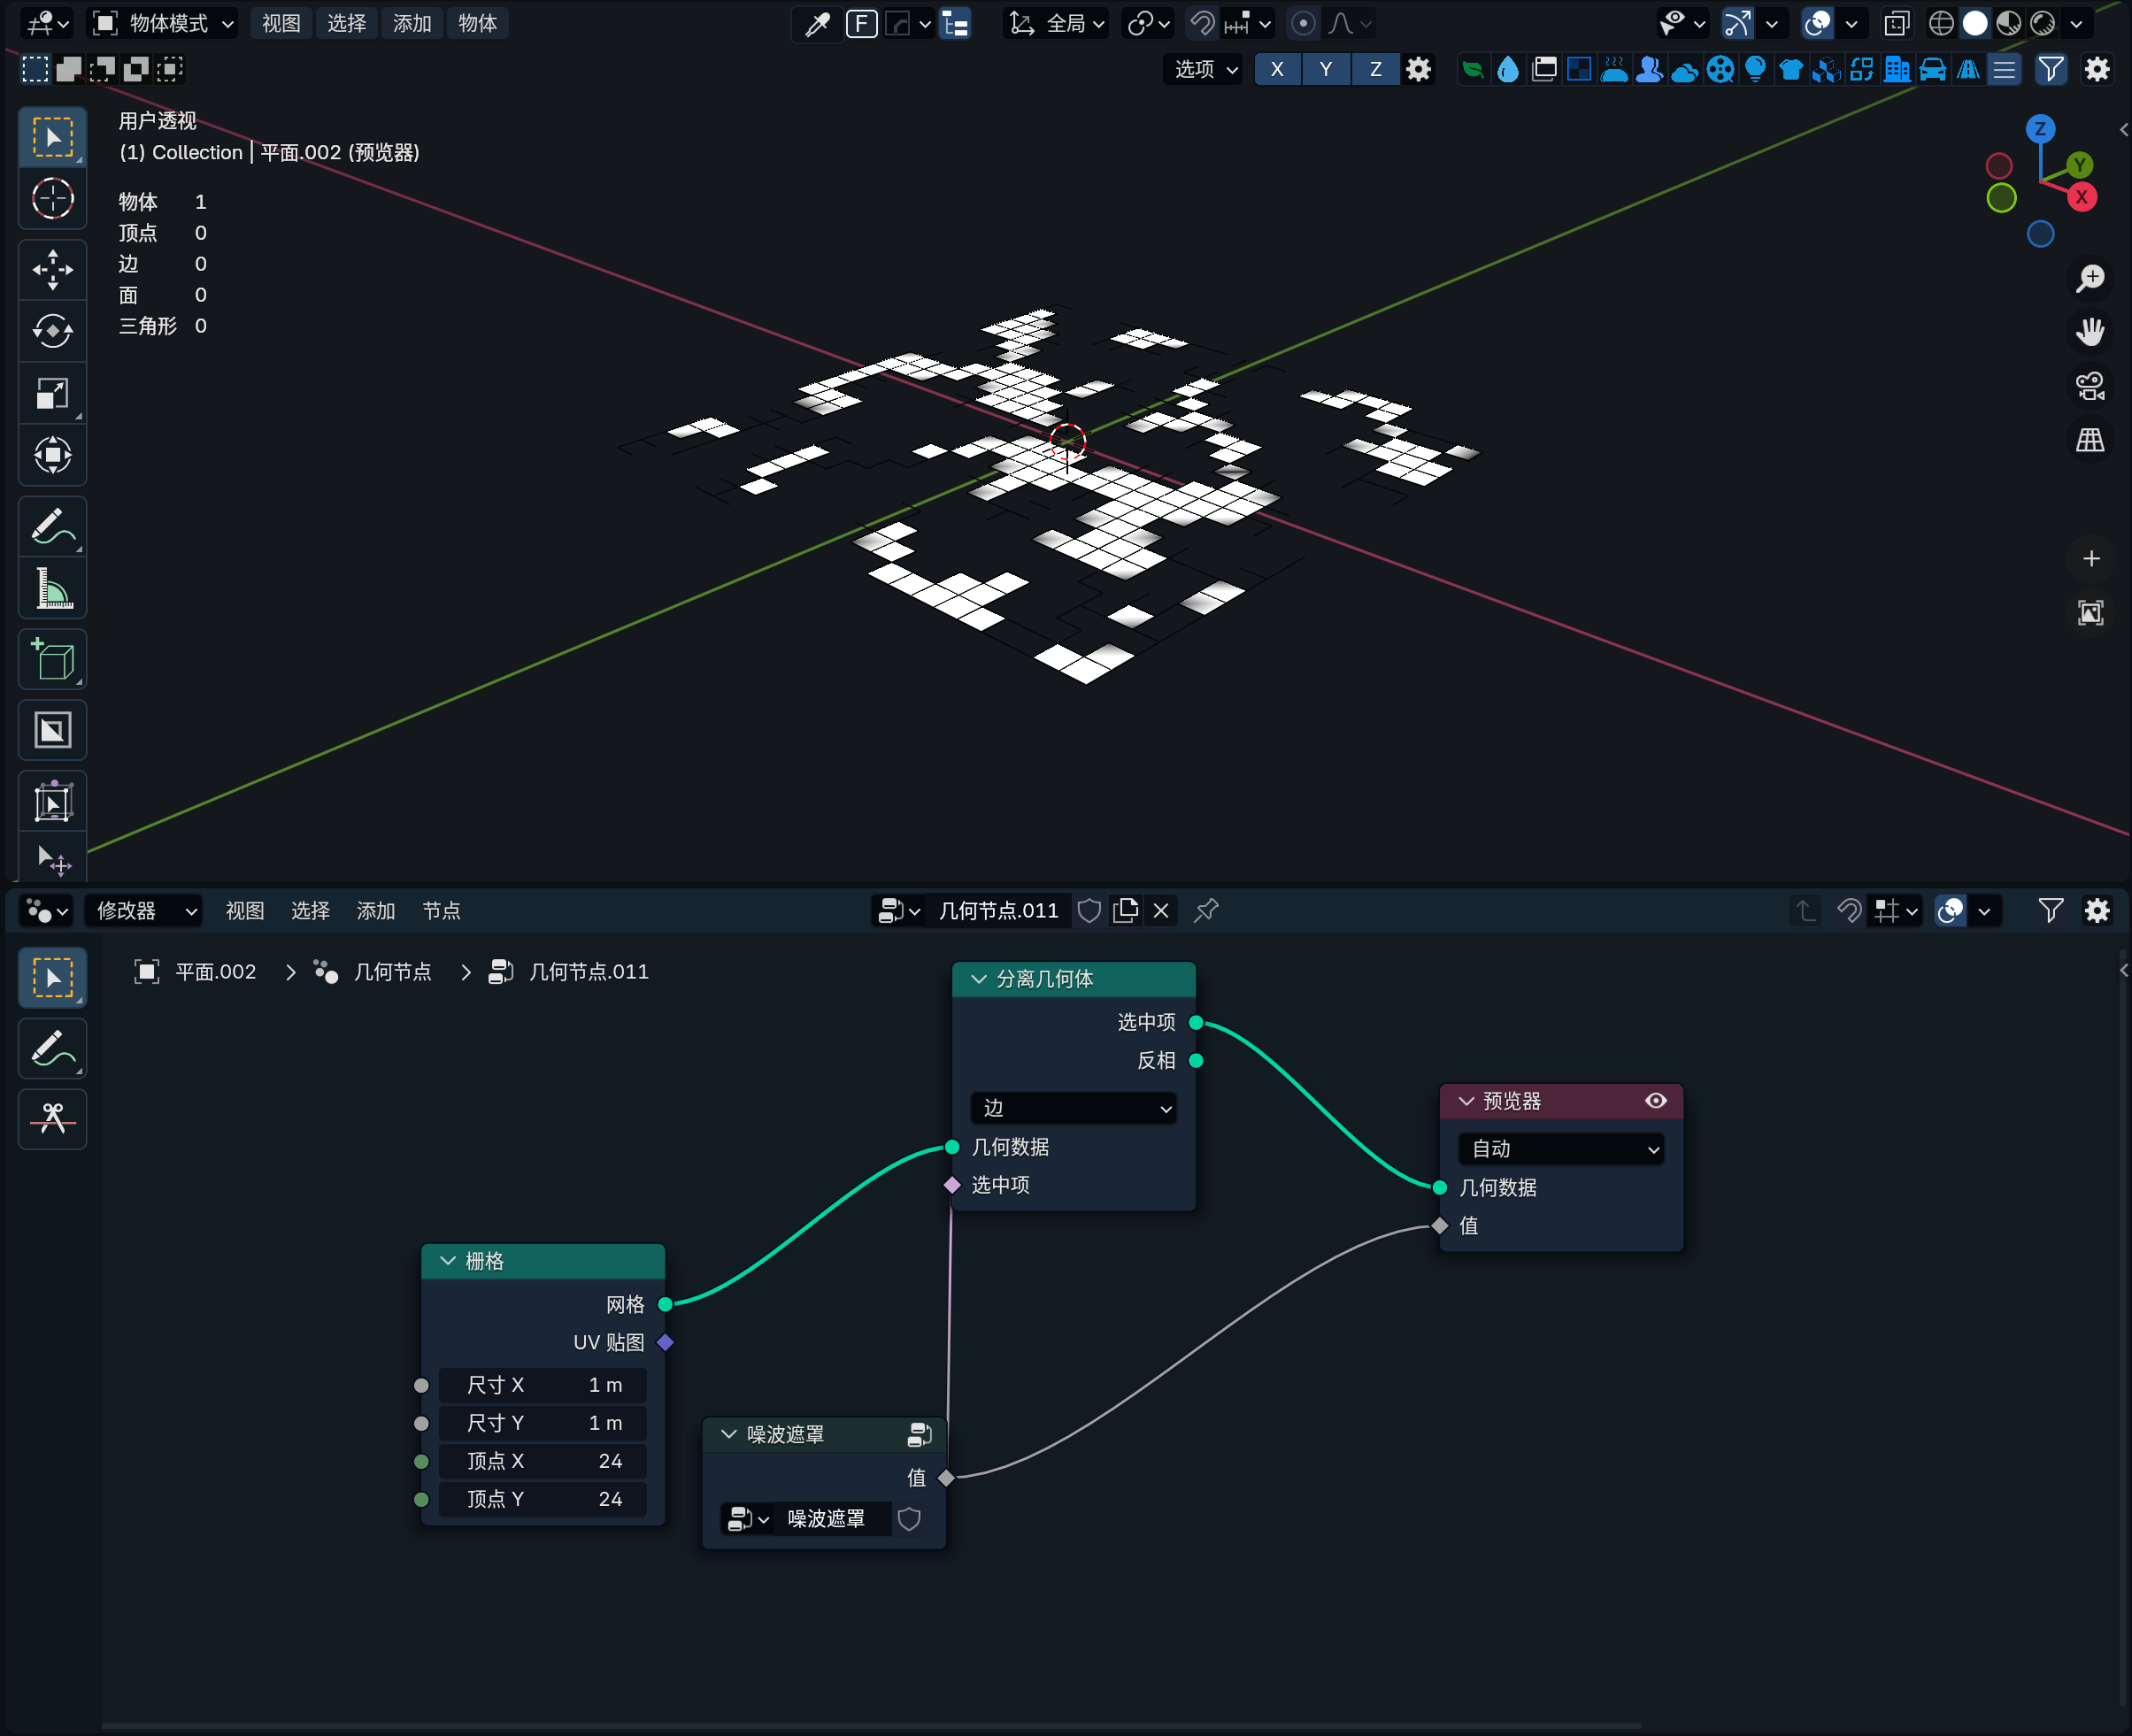 物体模式 视图 选择 添加 物体 F 全局
选项 X Y Z
用户透视
(1) Collection | 平面.002 (预览器)
物体 1
顶点 0
边 0
面 0
三角形 0
Z
Y
X
修改器 视图 选择 添加 节点 几何节点.011
平面.002 几何节点 几何节点.011
分离几何体
选中项
反相
边
几何数据
选中项
预览器
自动
几何数据
值
栅格
网格
UV 贴图
尺寸 X 1 m
尺寸 Y 1 m
顶点 X 24
顶点 Y 24
噪波遮罩
值
噪波遮罩